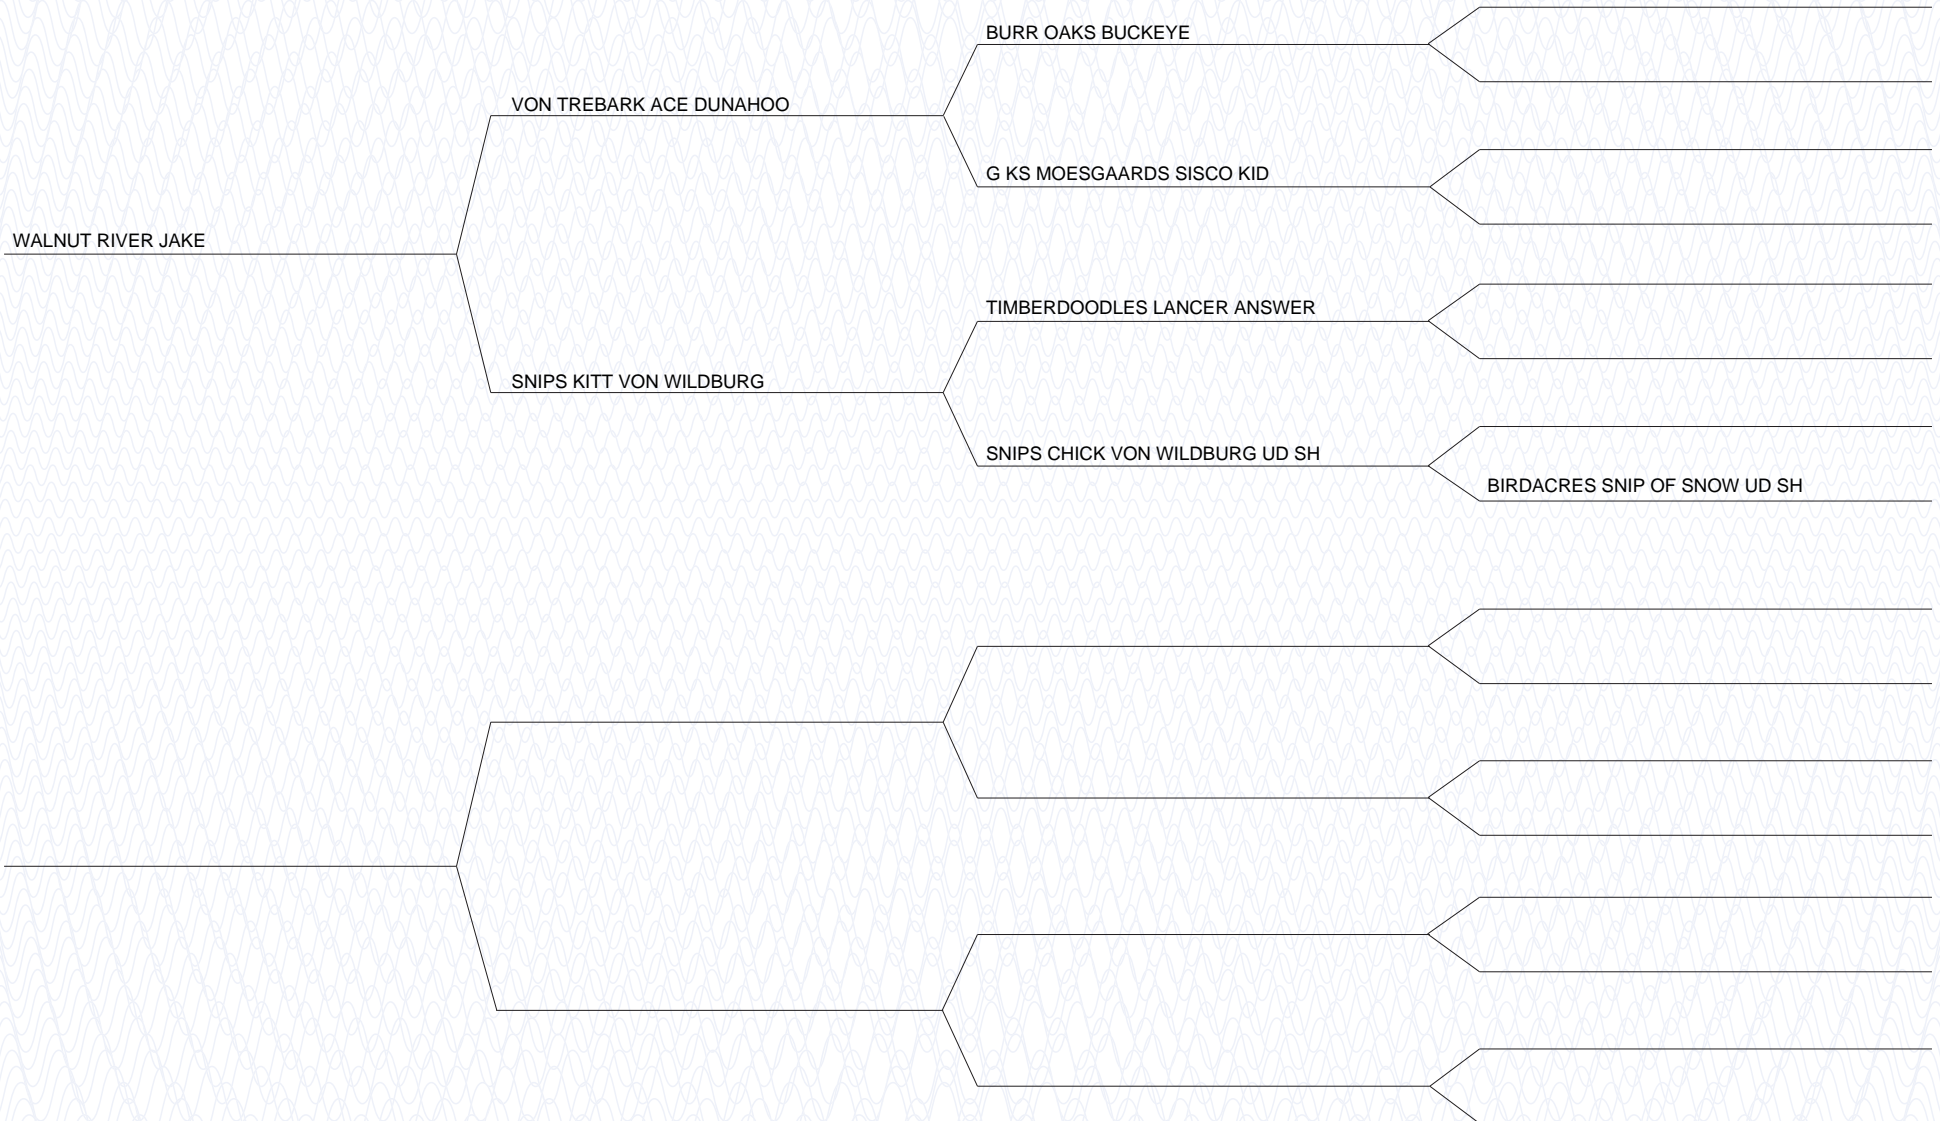 BURR OAKS BUCKEYE
VON TREBARK ACE DUNAHOO
G KS MOESGAARDS SISCO KID
WALNUT RIVER JAKE
TIMBERDOODLES LANCER ANSWER
SNIPS KITT VON WILDBURG
SNIPS CHICK VON WILDBURG UD SH
BIRDACRES SNIP OF SNOW UD SH